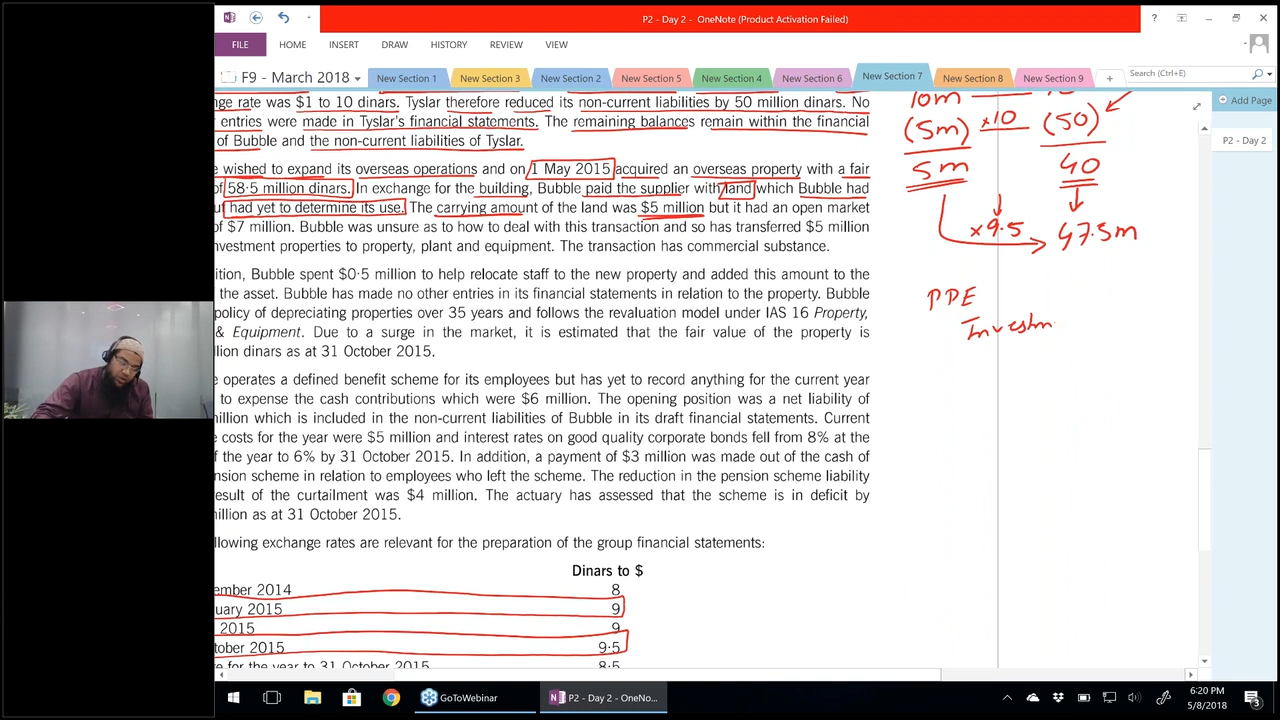 P2 - Day 2 - OneNote (Product Activation Failed)
FILE HOME INSERT DRAW HISTORY REVIEW VIEW
F9 - March 2018 New Section 1 New Section 3 New Section 2 New Section 5 New Section 4 New Section 6 New Section 7 New Section 8 New Section 9 Search (Ctrl+E)
Add Page
P2 - Day 2
nge rate was $1 to 10 dinars. Tyslar therefore reduced its non-current liabilities by 50 million dinars. No
entries were made in Tyslar's financial statements. The remaining balances remain within the financial
of Bubble and the non-current liabilities of Tyslar.
e wished to expand its overseas operations and on 1 May 2015 acquired an overseas property with a fair
of 58·5 million dinars. In exchange for the building, Bubble paid the supplier with land which Bubble had
ut had yet to determine its use. The carrying amount of the land was $5 million but it had an open market
of $7 million. Bubble was unsure as to how to deal with this transaction and so has transferred $5 million
nvestment properties to property, plant and equipment. The transaction has commercial substance.
ition, Bubble spent $0·5 million to help relocate staff to the new property and added this amount to the
the asset. Bubble has made no other entries in its financial statements in relation to the property. Bubble
policy of depreciating properties over 35 years and follows the revaluation model under IAS 16 Property,
& Equipment. Due to a surge in the market, it is estimated that the fair value of the property is
llion dinars as at 31 October 2015.
e operates a defined benefit scheme for its employees but has yet to record anything for the current year
to expense the cash contributions which were $6 million. The opening position was a net liability of
million which is included in the non-current liabilities of Bubble in its draft financial statements. Current
e costs for the year were $5 million and interest rates on good quality corporate bonds fell from 8% at the
of the year to 6% by 31 October 2015. In addition, a payment of $3 million was made out of the cash of
nsion scheme in relation to employees who left the scheme. The reduction in the pension scheme liability
esult of the curtailment was $4 million. The actuary has assessed that the scheme is in deficit by
million as at 31 October 2015.
llowing exchange rates are relevant for the preparation of the group financial statements:
Dinars to $
ember 2014 8
uary 2015 9
2015 9
tober 2015 9·5
e for the year to 31 October 2015 8·5
10m
(5m) ×10 (50)
5m 40
×9.5 47.5m
PPE
Investm
GoToWebinar P2 - Day 2 - OneNo...
6:20 PM
5/8/2018
3